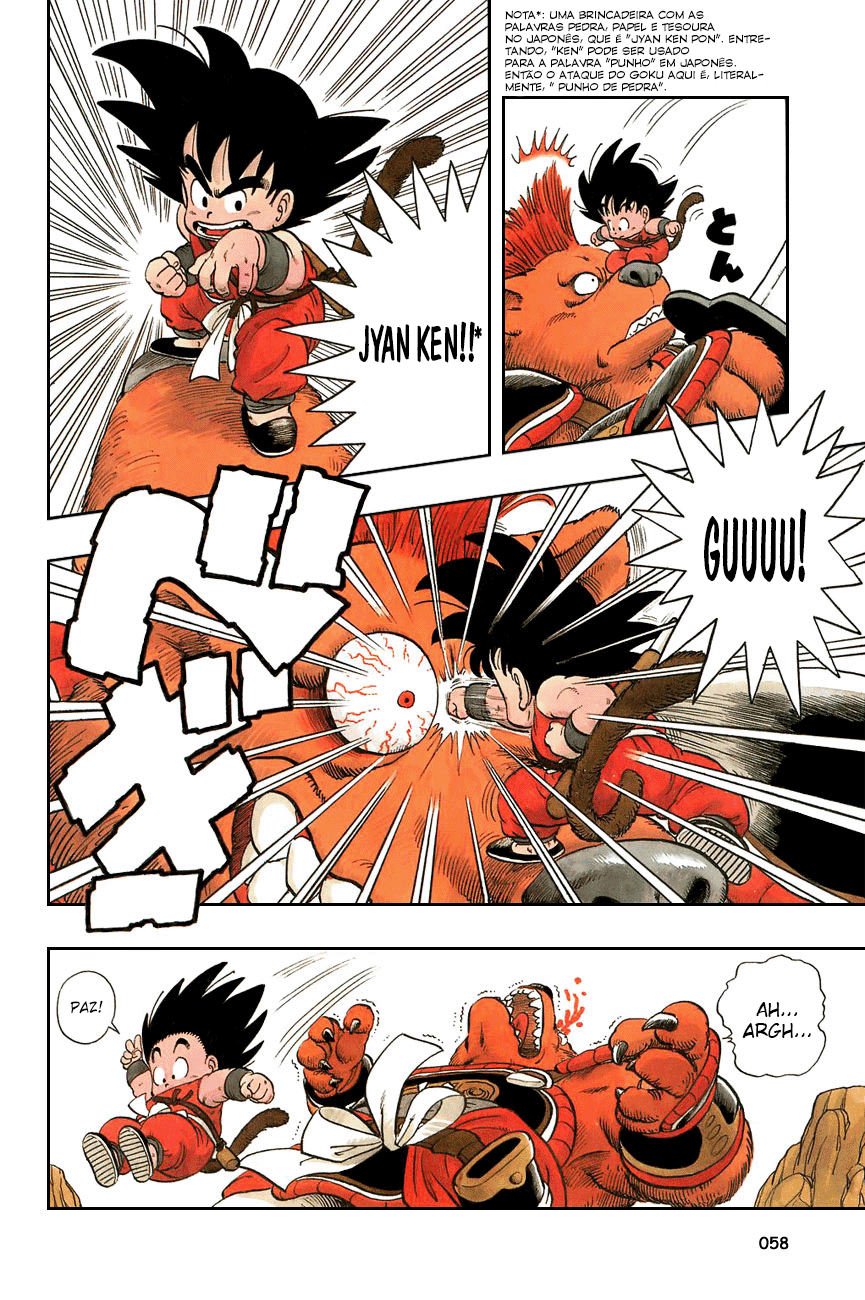 NOTA*: UMA BRINCADEIRA COM AS
PALAVRAS PEDRA, PAPEL E TESOURA
NO JAPONÊS, QUE É "JYAN KEN PON". ENTRE-
TANDO, "KEN" PODE SER USADO
PARA A PALAVRA "PUNHO" EM JAPONÊS.
ENTÃO O ATAQUE DO GOKU AQUI É, LITERAL-
MENTE, " PUNHO DE PEDRA".
とん
JYAN KEN!!*
GUUUU!
バギ
AH...
ARGH...
PAZ!
058